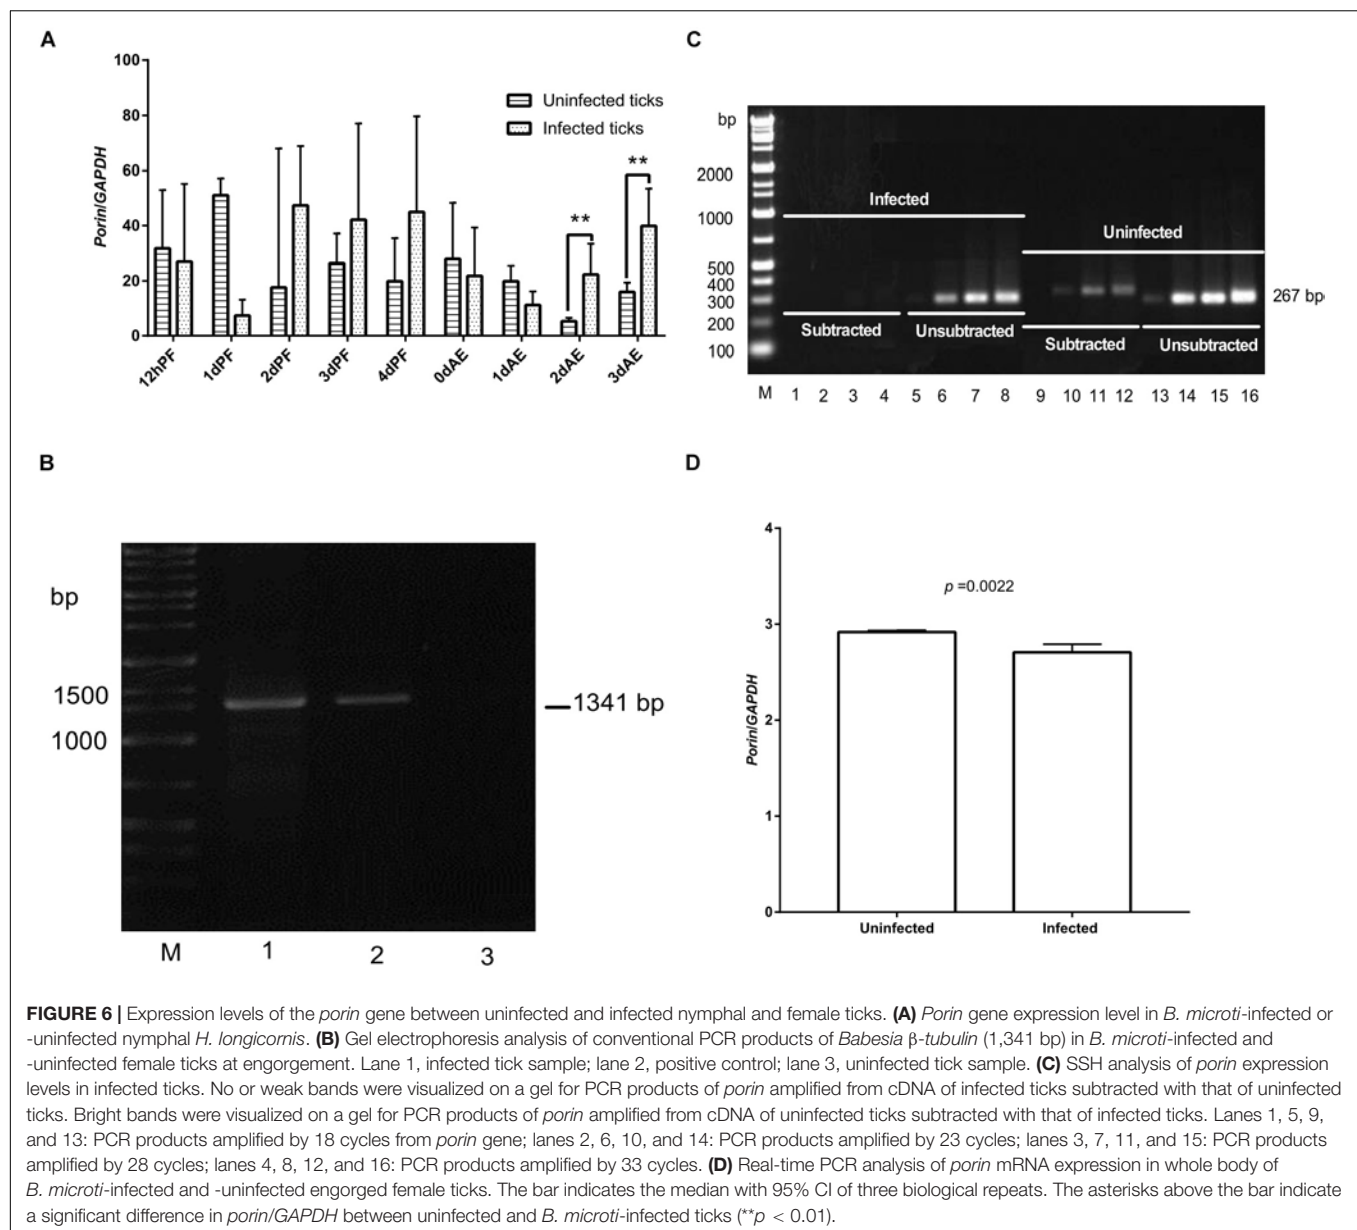 A
100
80
60
40
20
0
Porin/GAPDH
Uninfected ticks
Infected ticks
**
**
12hPF
1dPF
2dPF
3dPF
4dPF
0dAE
1dAE
2dAE
3dAE
C
bp
2000
1000
500
400
300
200
100
Infected
Uninfected
267 bp
Subtracted
Unsubtracted
Subtracted
Unsubtracted
M 1 2 3 4 5 6 7 8 9 10 11 12 13 14 15 16
B
bp
1500
1000
1341 bp
M 1 2 3
D
4
3
2
1
0
Porin/GAPDH
p =0.0022
Uninfected
Infected
FIGURE 6 | Expression levels of the porin gene between uninfected and infected nymphal and female ticks. (A) Porin gene expression level in B. microti-infected or
-uninfected nymphal H. longicornis. (B) Gel electrophoresis analysis of conventional PCR products of Babesia β-tubulin (1,341 bp) in B. microti-infected and
-uninfected female ticks at engorgement. Lane 1, infected tick sample; lane 2, positive control; lane 3, uninfected tick sample. (C) SSH analysis of porin expression
levels in infected ticks. No or weak bands were visualized on a gel for PCR products of porin amplified from cDNA of infected ticks subtracted with that of uninfected
ticks. Bright bands were visualized on a gel for PCR products of porin amplified from cDNA of uninfected ticks subtracted with that of infected ticks. Lanes 1, 5, 9,
and 13: PCR products amplified by 18 cycles from porin gene; lanes 2, 6, 10, and 14: PCR products amplified by 23 cycles; lanes 3, 7, 11, and 15: PCR products
amplified by 28 cycles; lanes 4, 8, 12, and 16: PCR products amplified by 33 cycles. (D) Real-time PCR analysis of porin mRNA expression in whole body of
B. microti-infected and -uninfected engorged female ticks. The bar indicates the median with 95% CI of three biological repeats. The asterisks above the bar indicate
a significant difference in porin/GAPDH between uninfected and B. microti-infected ticks (**p < 0.01).